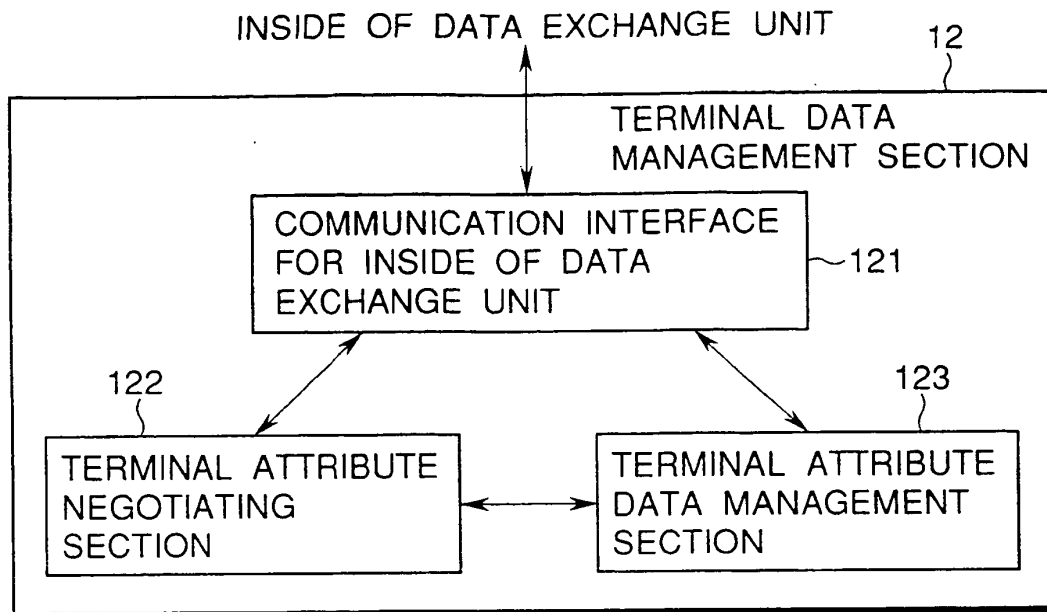 INSIDE OF DATA EXCHANGE UNIT
12
TERMINAL DATA
MANAGEMENT SECTION
COMMUNICATION INTERFACE
FOR INSIDE OF DATA
EXCHANGE UNIT
121
122
123
TERMINAL ATTRIBUTE
NEGOTIATING
SECTION
TERMINAL ATTRIBUTE
DATA MANAGEMENT
SECTION